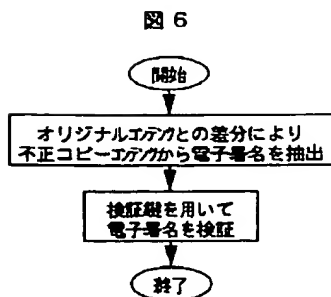 図 6
開始
オリジナルコンテンツとの差分により
不正コピーコンテンツから電子署名を抽出
検証鍵を用いて
電子署名を検証
終了